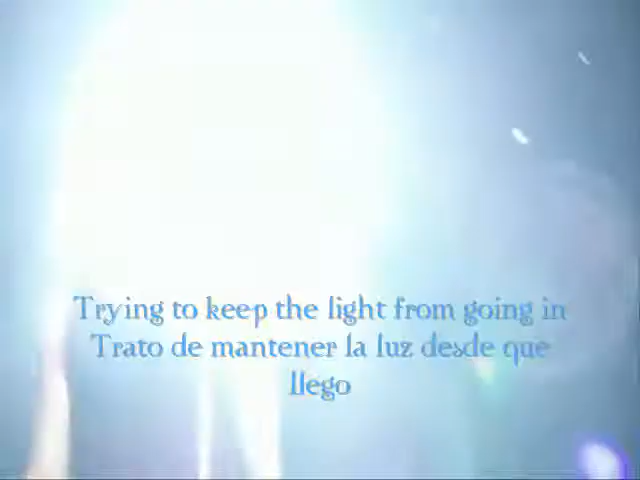 Trying to keep the light from going in
Trato de mantener la luz desde que
llego